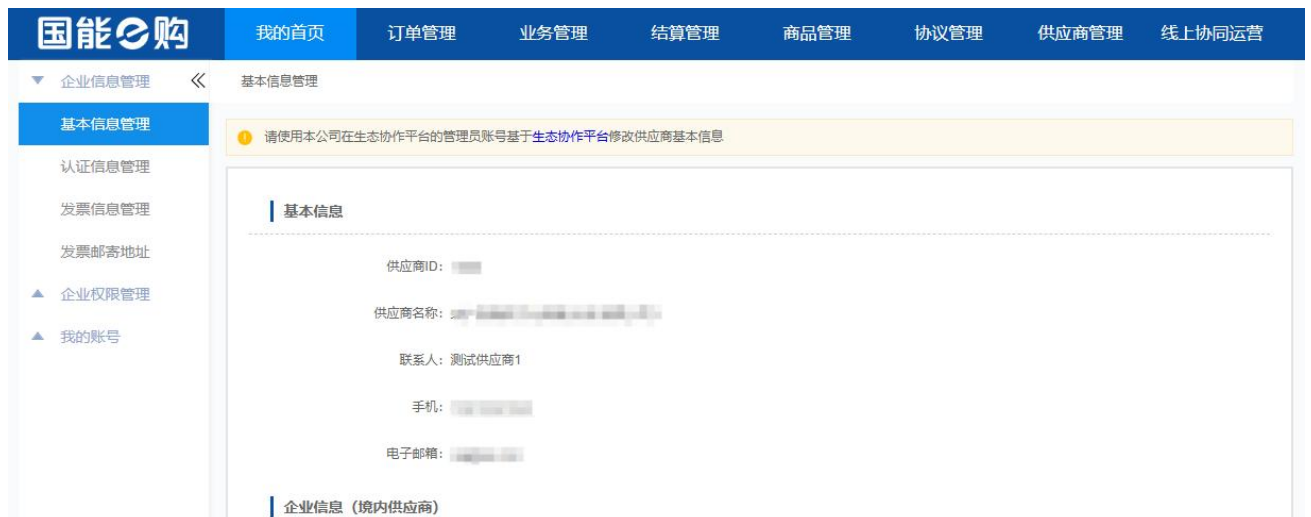 国能e购 我的首页 订单管理 业务管理 结算管理 商品管理 协议管理 供应商管理 线上协同运营
企业信息管理 基本信息管理
基本信息管理
请使用本公司在生态协作平台的管理员账号基于生态协作平台修改供应商基本信息
认证信息管理
发票信息管理
基本信息
发票邮寄地址
供应商ID：
企业权限管理
供应商名称：
我的账号
联系人：测试供应商1
手机：
电子邮箱：
企业信息（境内供应商）